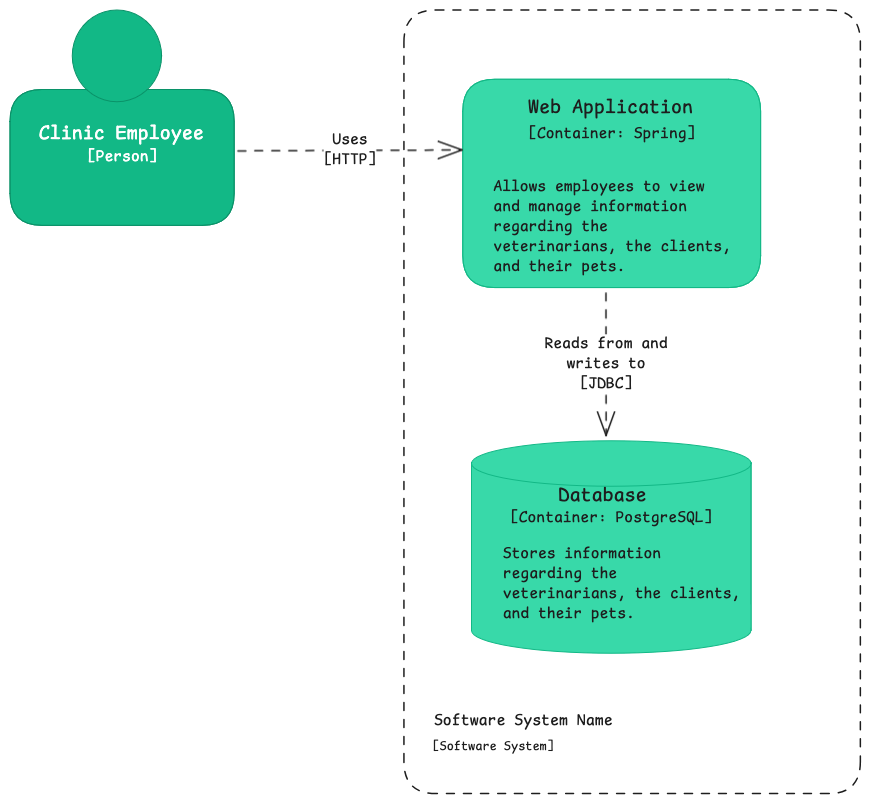 Clinic Employee
[Person]
Uses
[HTTP]
Web Application
[Container: Spring]
Allows employees to view
and manage information
regarding the
veterinarians, the clients,
and their pets.
Reads from and
writes to
[JDBC]
Database
[Container: PostgreSQL]
Stores information
regarding the
veterinarians, the clients,
and their pets.
Software System Name
[Software System]